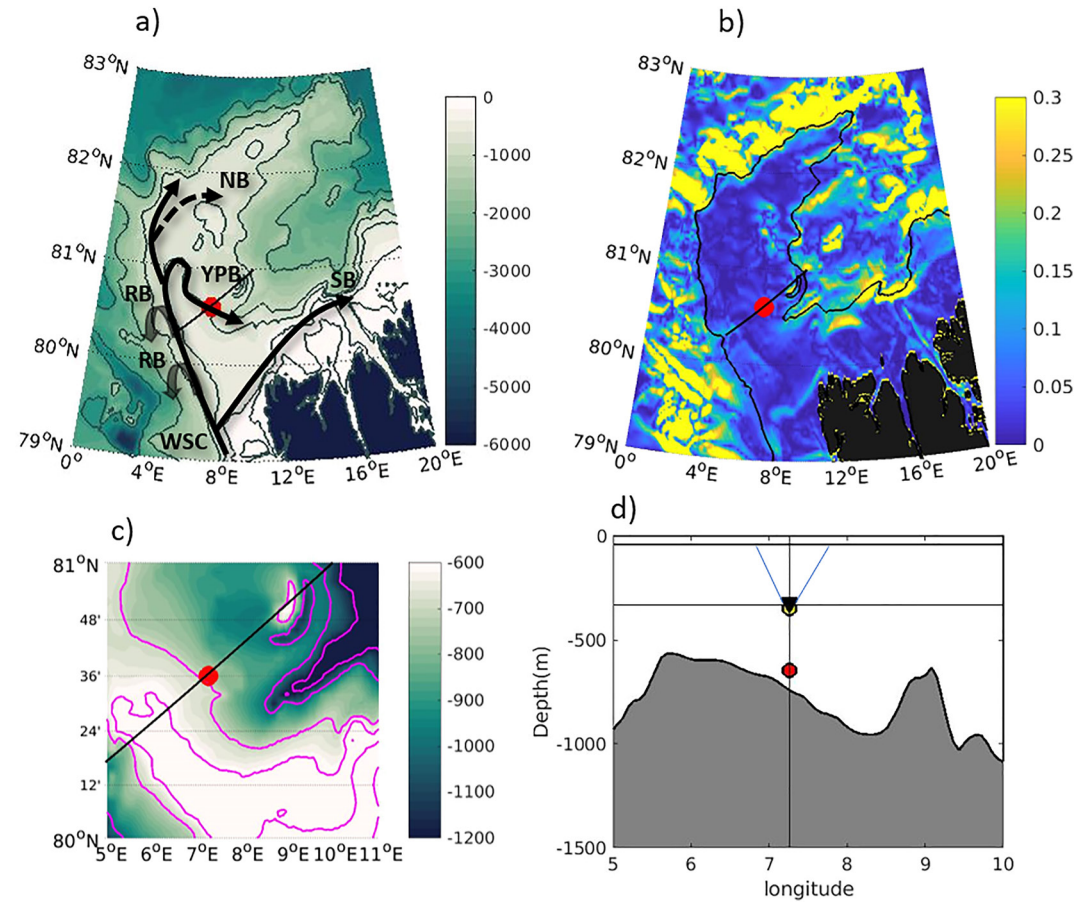 a)
83°N
82°N
81°N
80°N
79°N
0°
4°E
8°E
12°E
16°E
20°E
NB
YPB
SB
RB
RB
WSC
0
-1000
-2000
-3000
-4000
-5000
-6000
b)
83°N
82°N
81°N
80°N
79°N
0°
4°E
8°E
12°E
16°E
20°E
0.3
0.25
0.2
0.15
0.1
0.05
0
c)
81°N
48'
36'
24'
12'
80°N
5°E 6°E 7°E 8°E 9°E 10°E 11°E
-600
-700
-800
-900
-1000
-1100
-1200
d)
0
-500
-1000
-1500
Depth(m)
5 6 7 8 9 10
longitude